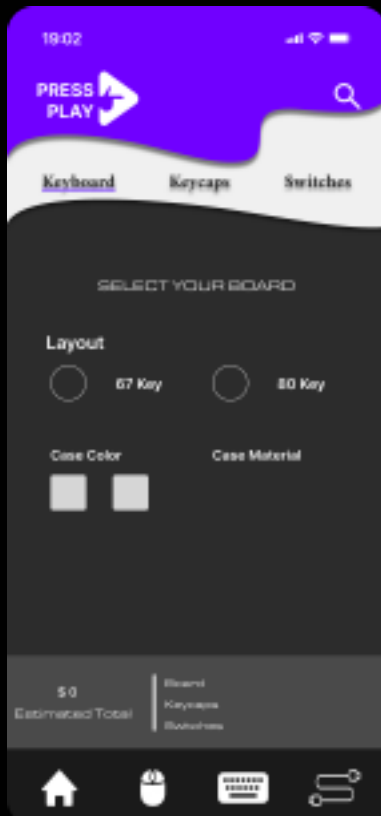 19:02
PRESS
PLAY
Keyboard Keycaps Switches
SELECT YOUR BOARD
Layout
67 Key 80 Key
Case Color Case Material
$0
Estimated Total
Board
Keycaps
Switches